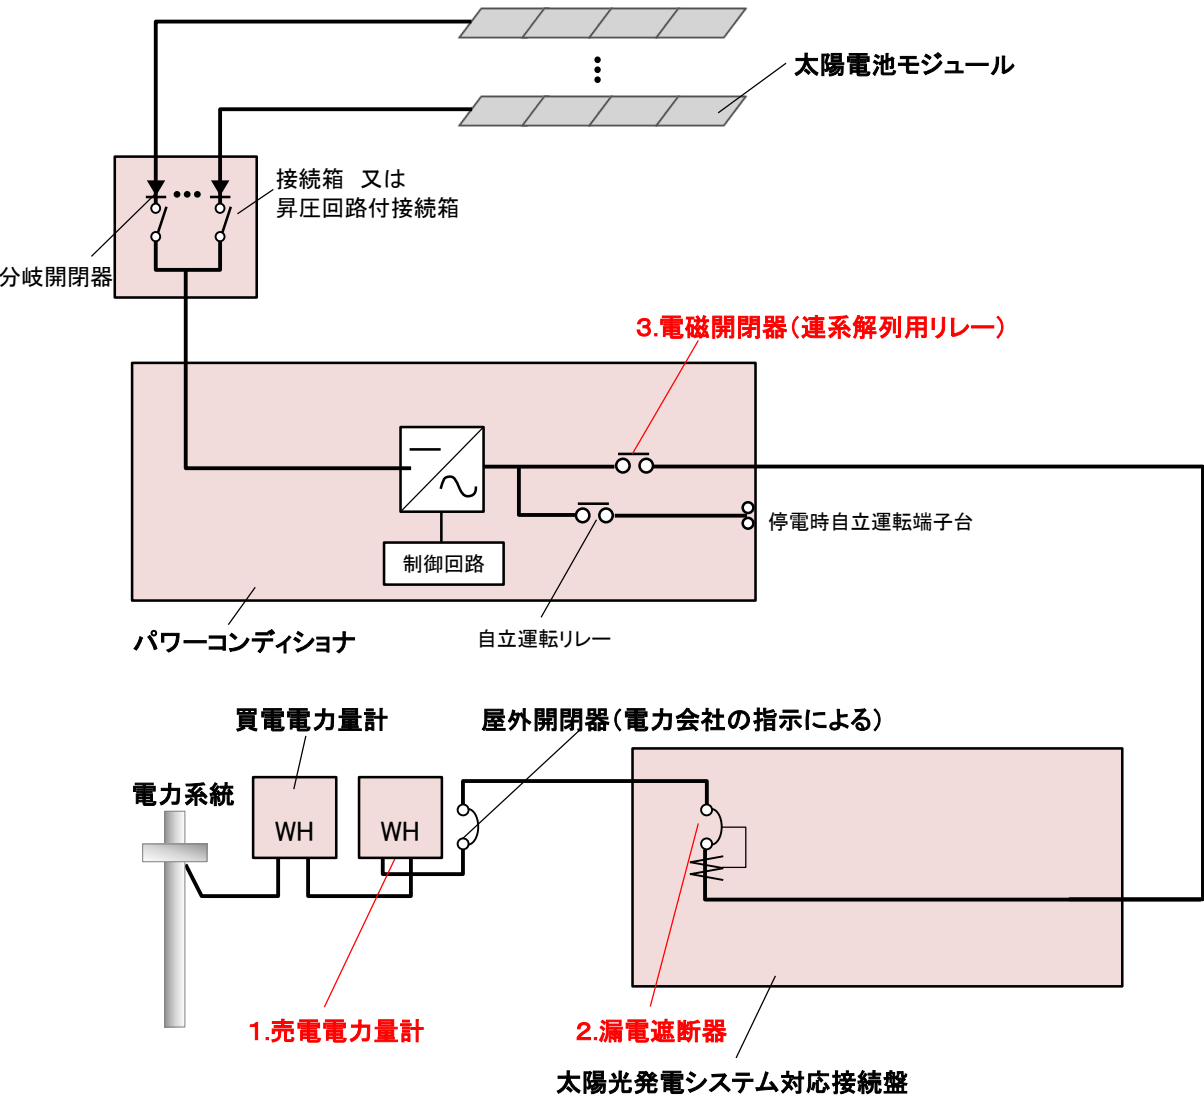 太陽電池モジュール
接続箱　又は
昇圧回路付接続箱
分岐開閉器
3.電磁開閉器（連系解列用リレー）
停電時自立運転端子台
制御回路
パワーコンディショナ
自立運転リレー
買電電力量計
屋外開閉器（電力会社の指示による）
電力系統
WH
WH
1.売電電力量計
2.漏電遮断器
太陽光発電システム対応接続盤